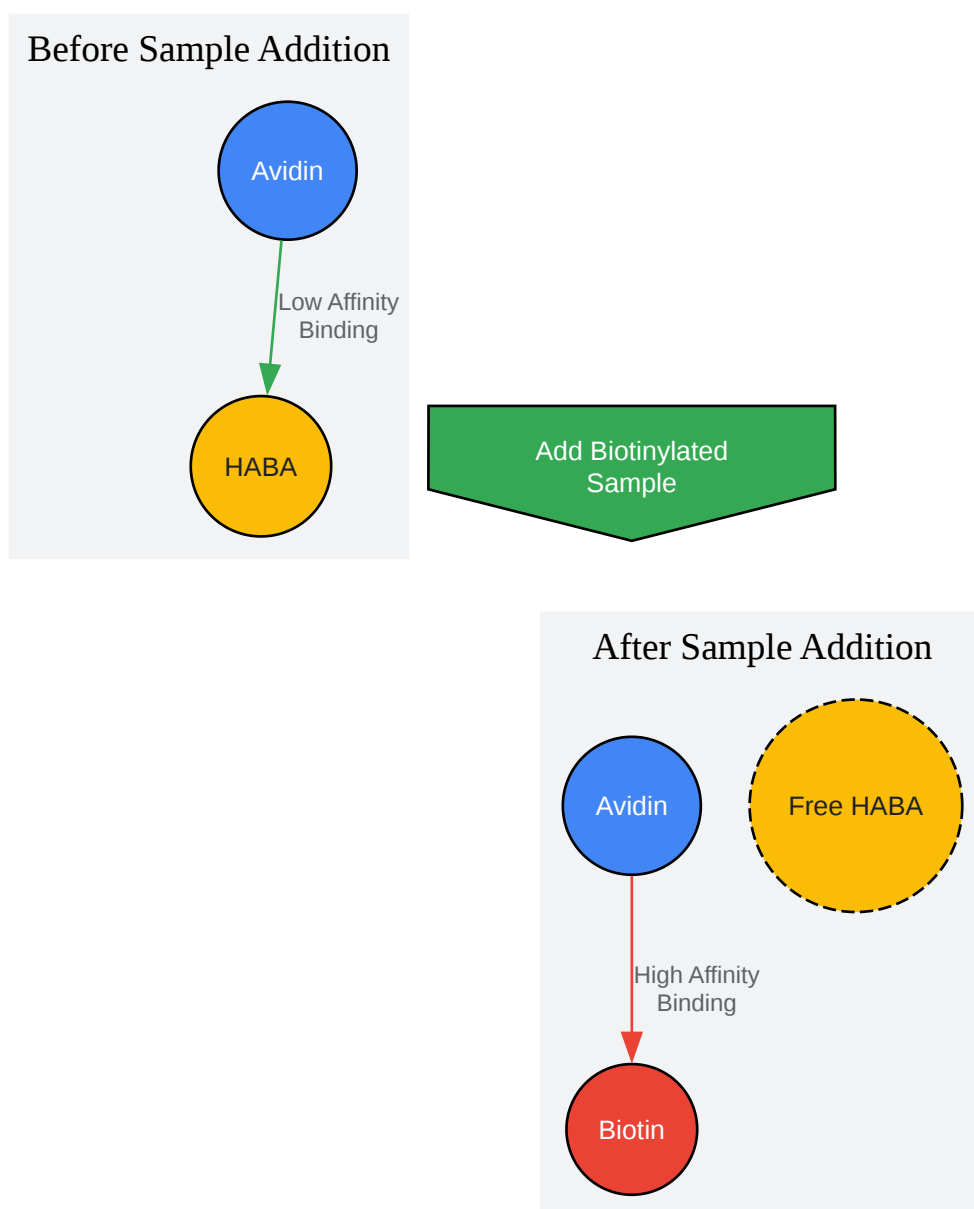 Before Sample Addition
Avidin
Low Affinity
Binding
HABA
Add Biotinylated
Sample
After Sample Addition
Avidin
Free HABA
High Affinity
Binding
Biotin